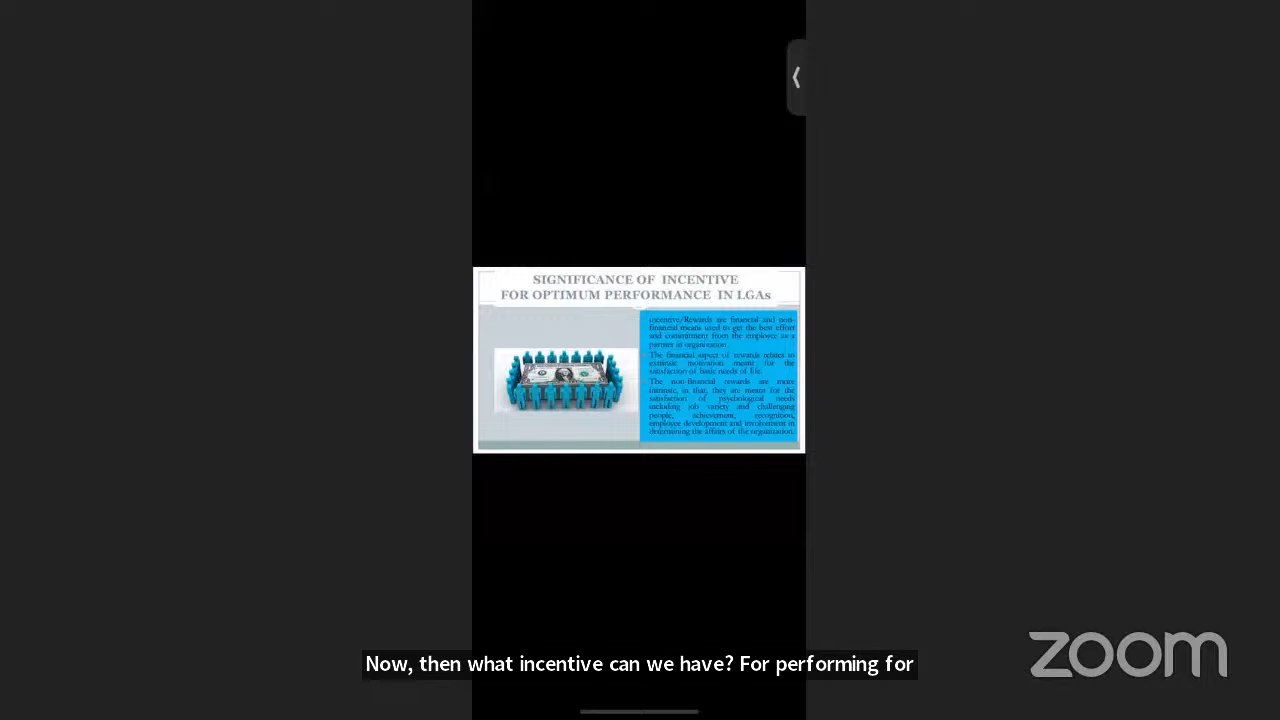 SIGNIFICANCE OF INCENTIVE
FOR OPTIMUM PERFORMANCE IN LGAs
Incentive/Rewards are financial and non-
financial means used to get the best effort
and commitment from the employee as a
partner in organization.
The financial aspect of rewards relates to
extrinsic motivation meant for the
satisfaction of basic needs of life.
The non-financial rewards are more
intrinsic, in that, they are meant for the
satisfaction of psychological needs
including job variety and challenging
people, achievement, recognition,
employee development and involvement in
determining the affairs of the organization.
Now, then what incentive can we have? For performing for
zoom